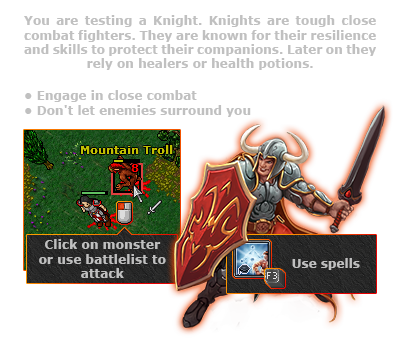 You are testing a Knight. Knights are tough close
combat fighters. They are known for their resilience
and skills to protect their companions. Later on they
rely on healers or health potions.
● Engage in close combat
● Don't let enemies surround you
Mountain Troll
8
Click on monster
or use battlelist to
attack
Use spells
F3